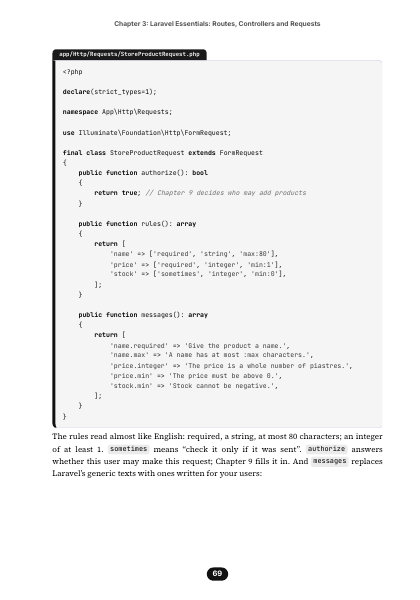 Chapter 3: Laravel Essentials: Routes, Controllers and Requests
app/Http/Requests/StoreProductRequest.php
<?php
declare(strict_types=1);
namespace App\Http\Requests;
use Illuminate\Foundation\Http\FormRequest;
final class StoreProductRequest extends FormRequest
{
    public function authorize(): bool
    {
        return true; // Chapter 9 decides who may add products
    }
    public function rules(): array
    {
        return [
            'name' => ['required', 'string', 'max:80'],
            'price' => ['required', 'integer', 'min:1'],
            'stock' => ['sometimes', 'integer', 'min:0'],
        ];
    }
    public function messages(): array
    {
        return [
            'name.required' => 'Give the product a name.',
            'name.max' => 'A name has at most :max characters.',
            'price.integer' => 'The price is a whole number of piastres.',
            'price.min' => 'The price must be above 0.',
            'stock.min' => 'Stock cannot be negative.',
        ];
    }
}
The rules read almost like English: required, a string, at most 80 characters; an integer
of at least 1. sometimes means “check it only if it was sent”. authorize answers
whether this user may make this request; Chapter 9 fills it in. And messages replaces
Laravel’s generic texts with ones written for your users:
69